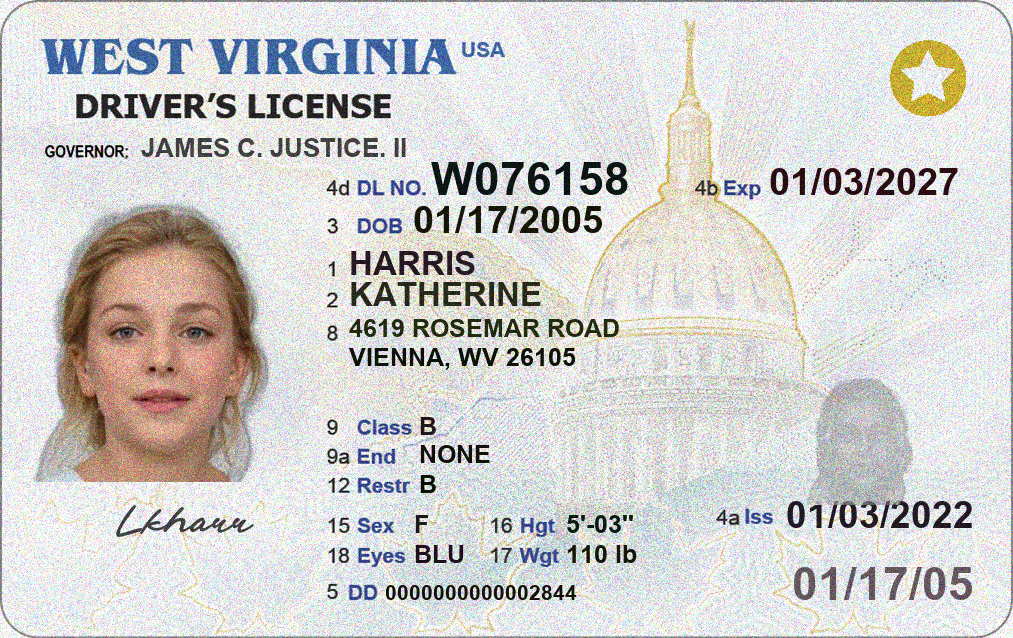 WEST VIRGINIA USA
DRIVER'S LICENSE
GOVERNOR: JAMES C. JUSTICE. II
4d DL NO. W076158 4b Exp 01/03/2027
3 DOB 01/17/2005
1 HARRIS
2 KATHERINE
8 4619 ROSEMAR ROAD
VIENNA, WV 26105
9 Class B
9a End NONE
12 Restr B
Lkharr
15 Sex F 16 Hgt 5'-03" 4a Iss 01/03/2022
18 Eyes BLU 17 Wgt 110 lb
5 DD 0000000000002844 01/17/05